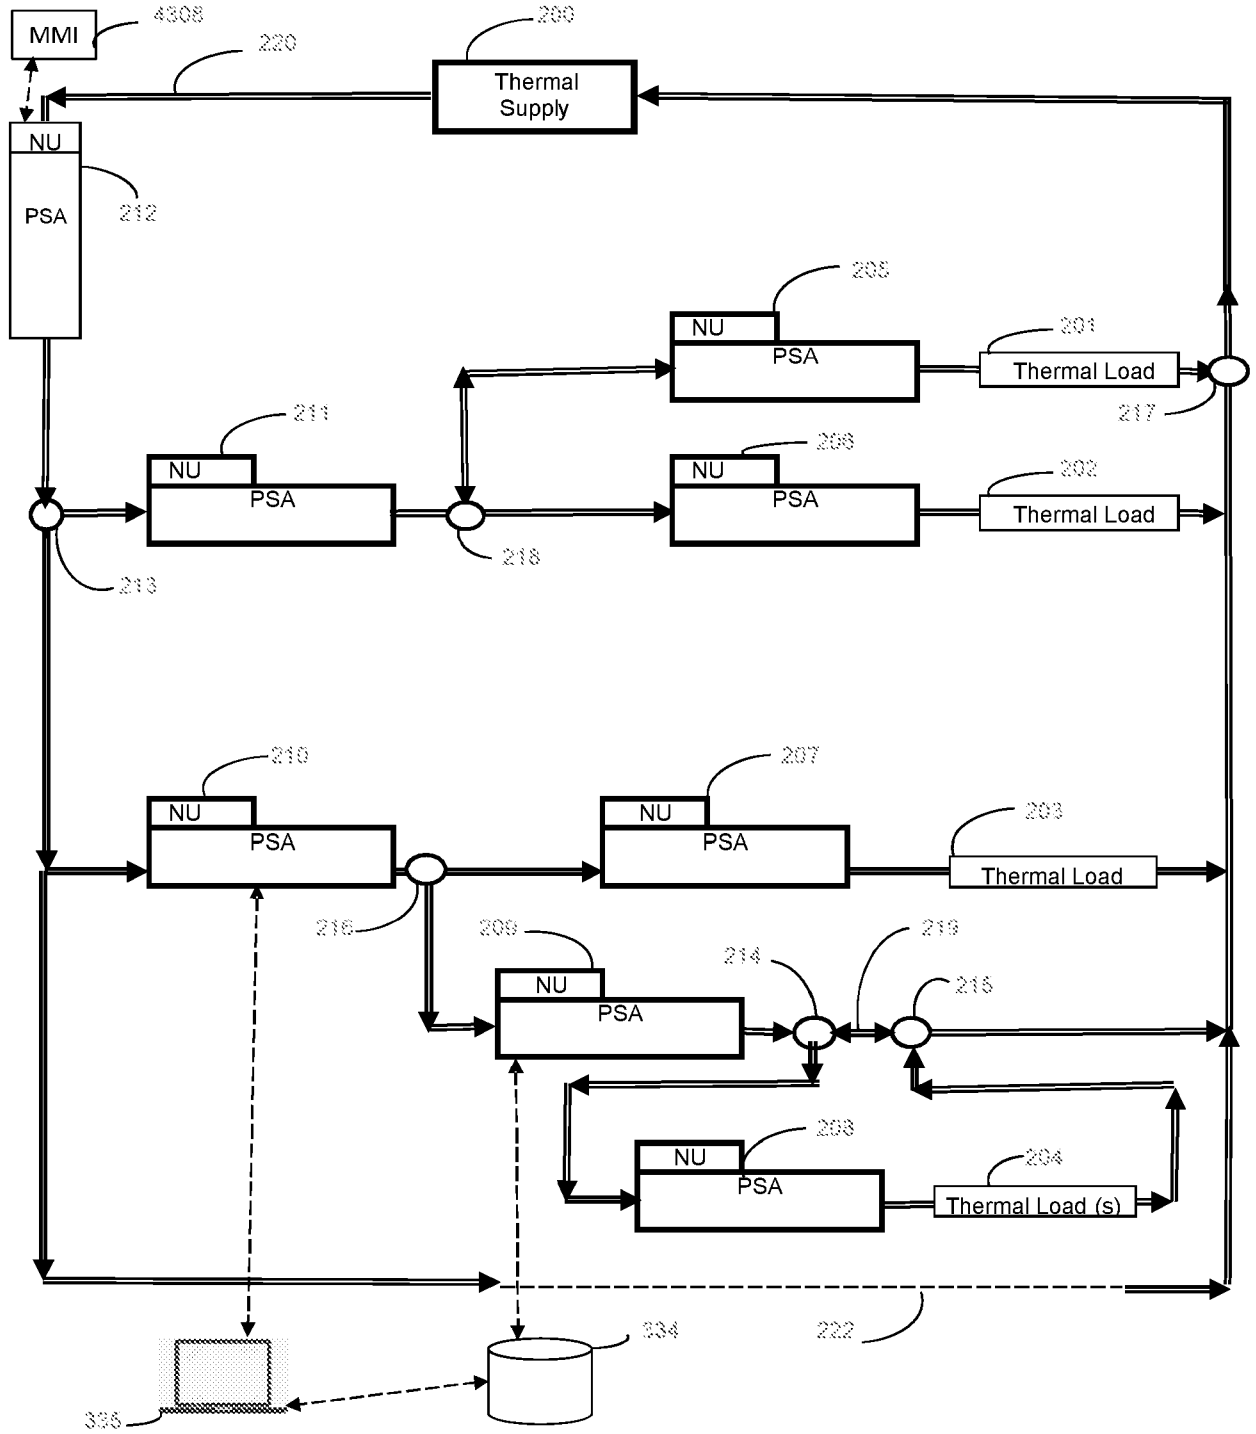 MMI
4308
220
200
Thermal
Supply
NU
PSA
212
205
NU
PSA
201
Thermal Load
217
211
NU
PSA
206
NU
PSA
202
Thermal Load
218
213
210
NU
PSA
207
NU
PSA
203
Thermal Load
216
209
NU
PSA
214
219
215
208
NU
PSA
204
Thermal Load (s)
222
334
335